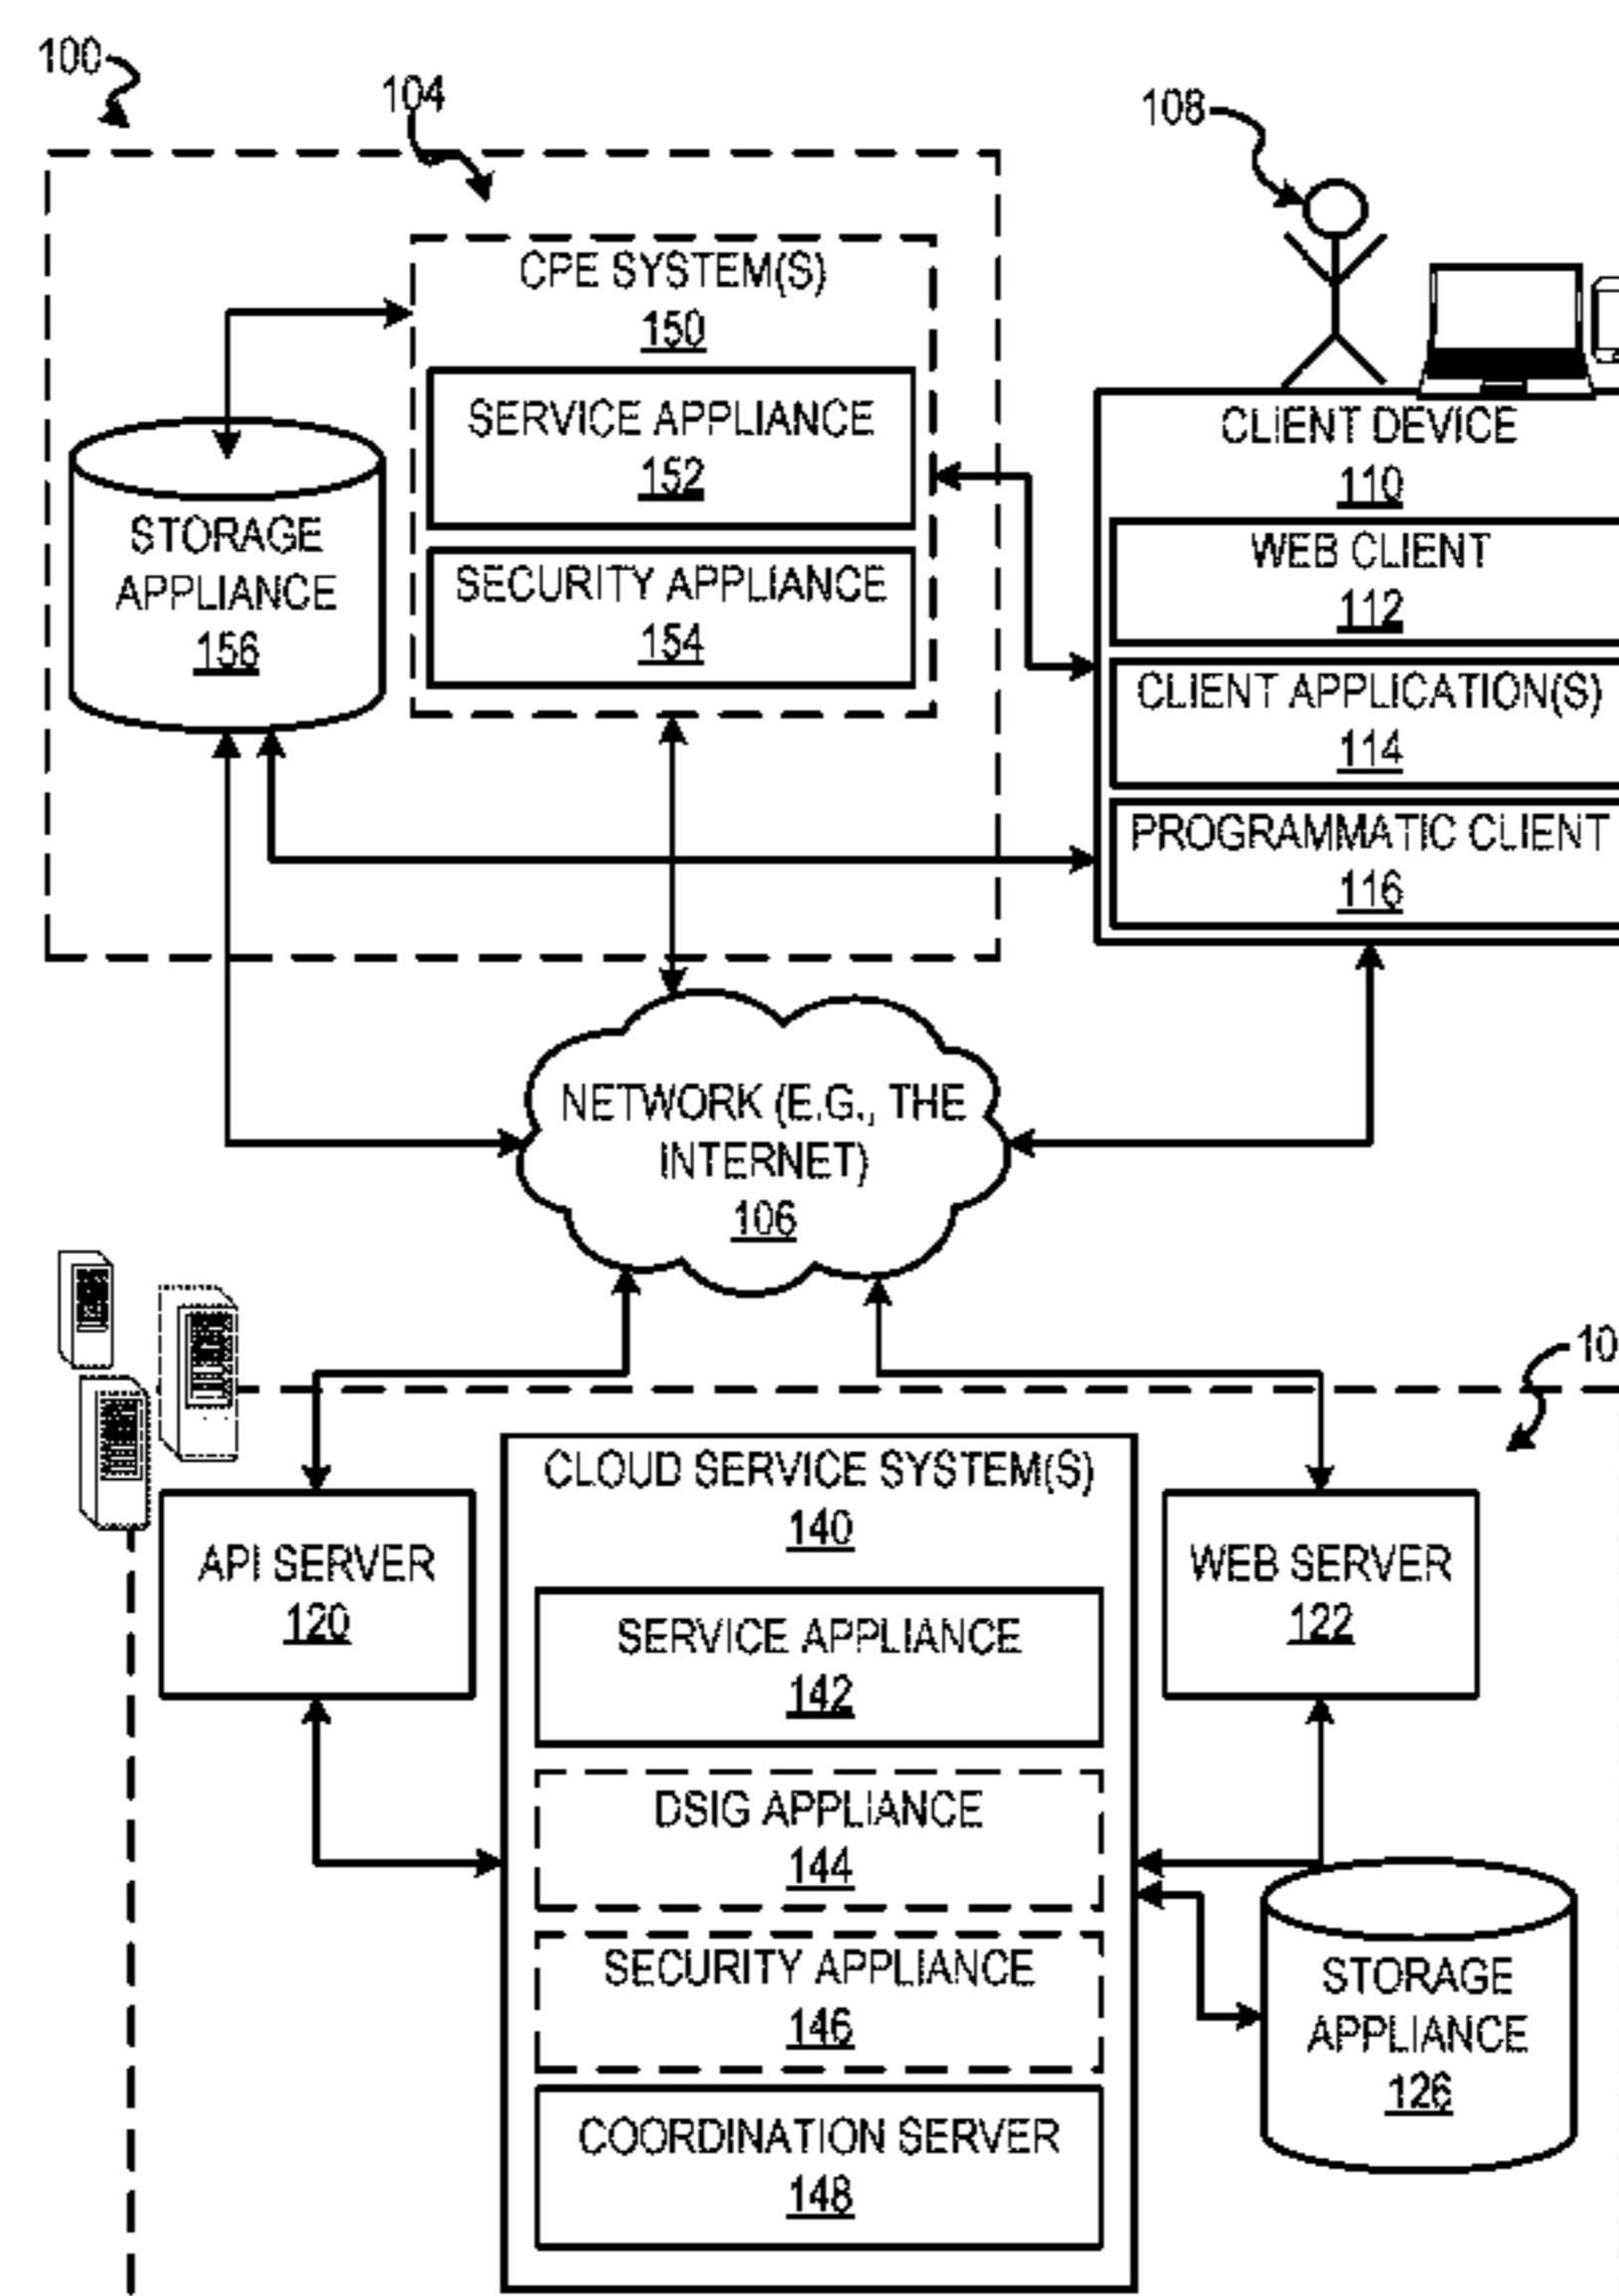 100
104
108
CPE SYSTEM(S)
150
SERVICE APPLIANCE
152
SECURITY APPLIANCE
154
STORAGE
APPLIANCE
156
CLIENT DEVICE
110
WEB CLIENT
112
CLIENT APPLICATION(S)
114
PROGRAMMATIC CLIENT
116
NETWORK (E.G., THE
INTERNET)
106
10
API SERVER
120
CLOUD SERVICE SYSTEM(S)
140
SERVICE APPLIANCE
142
DSIG APPLIANCE
144
SECURITY APPLIANCE
146
COORDINATION SERVER
148
WEB SERVER
122
STORAGE
APPLIANCE
126